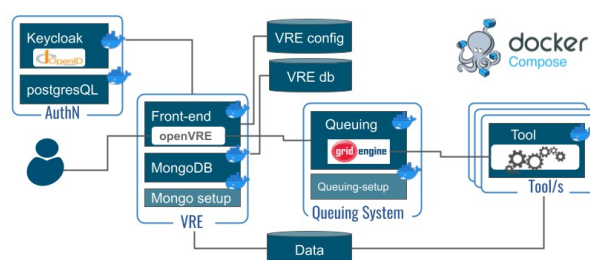 Keycloak
OpenID
postgresQL
AuthN
VRE config
VRE db
docker
Compose
Front-end
openVRE
MongoDB
Mongo setup
VRE
Queuing
grid engine
Queuing-setup
Queuing System
Tool
Tool/s
Data